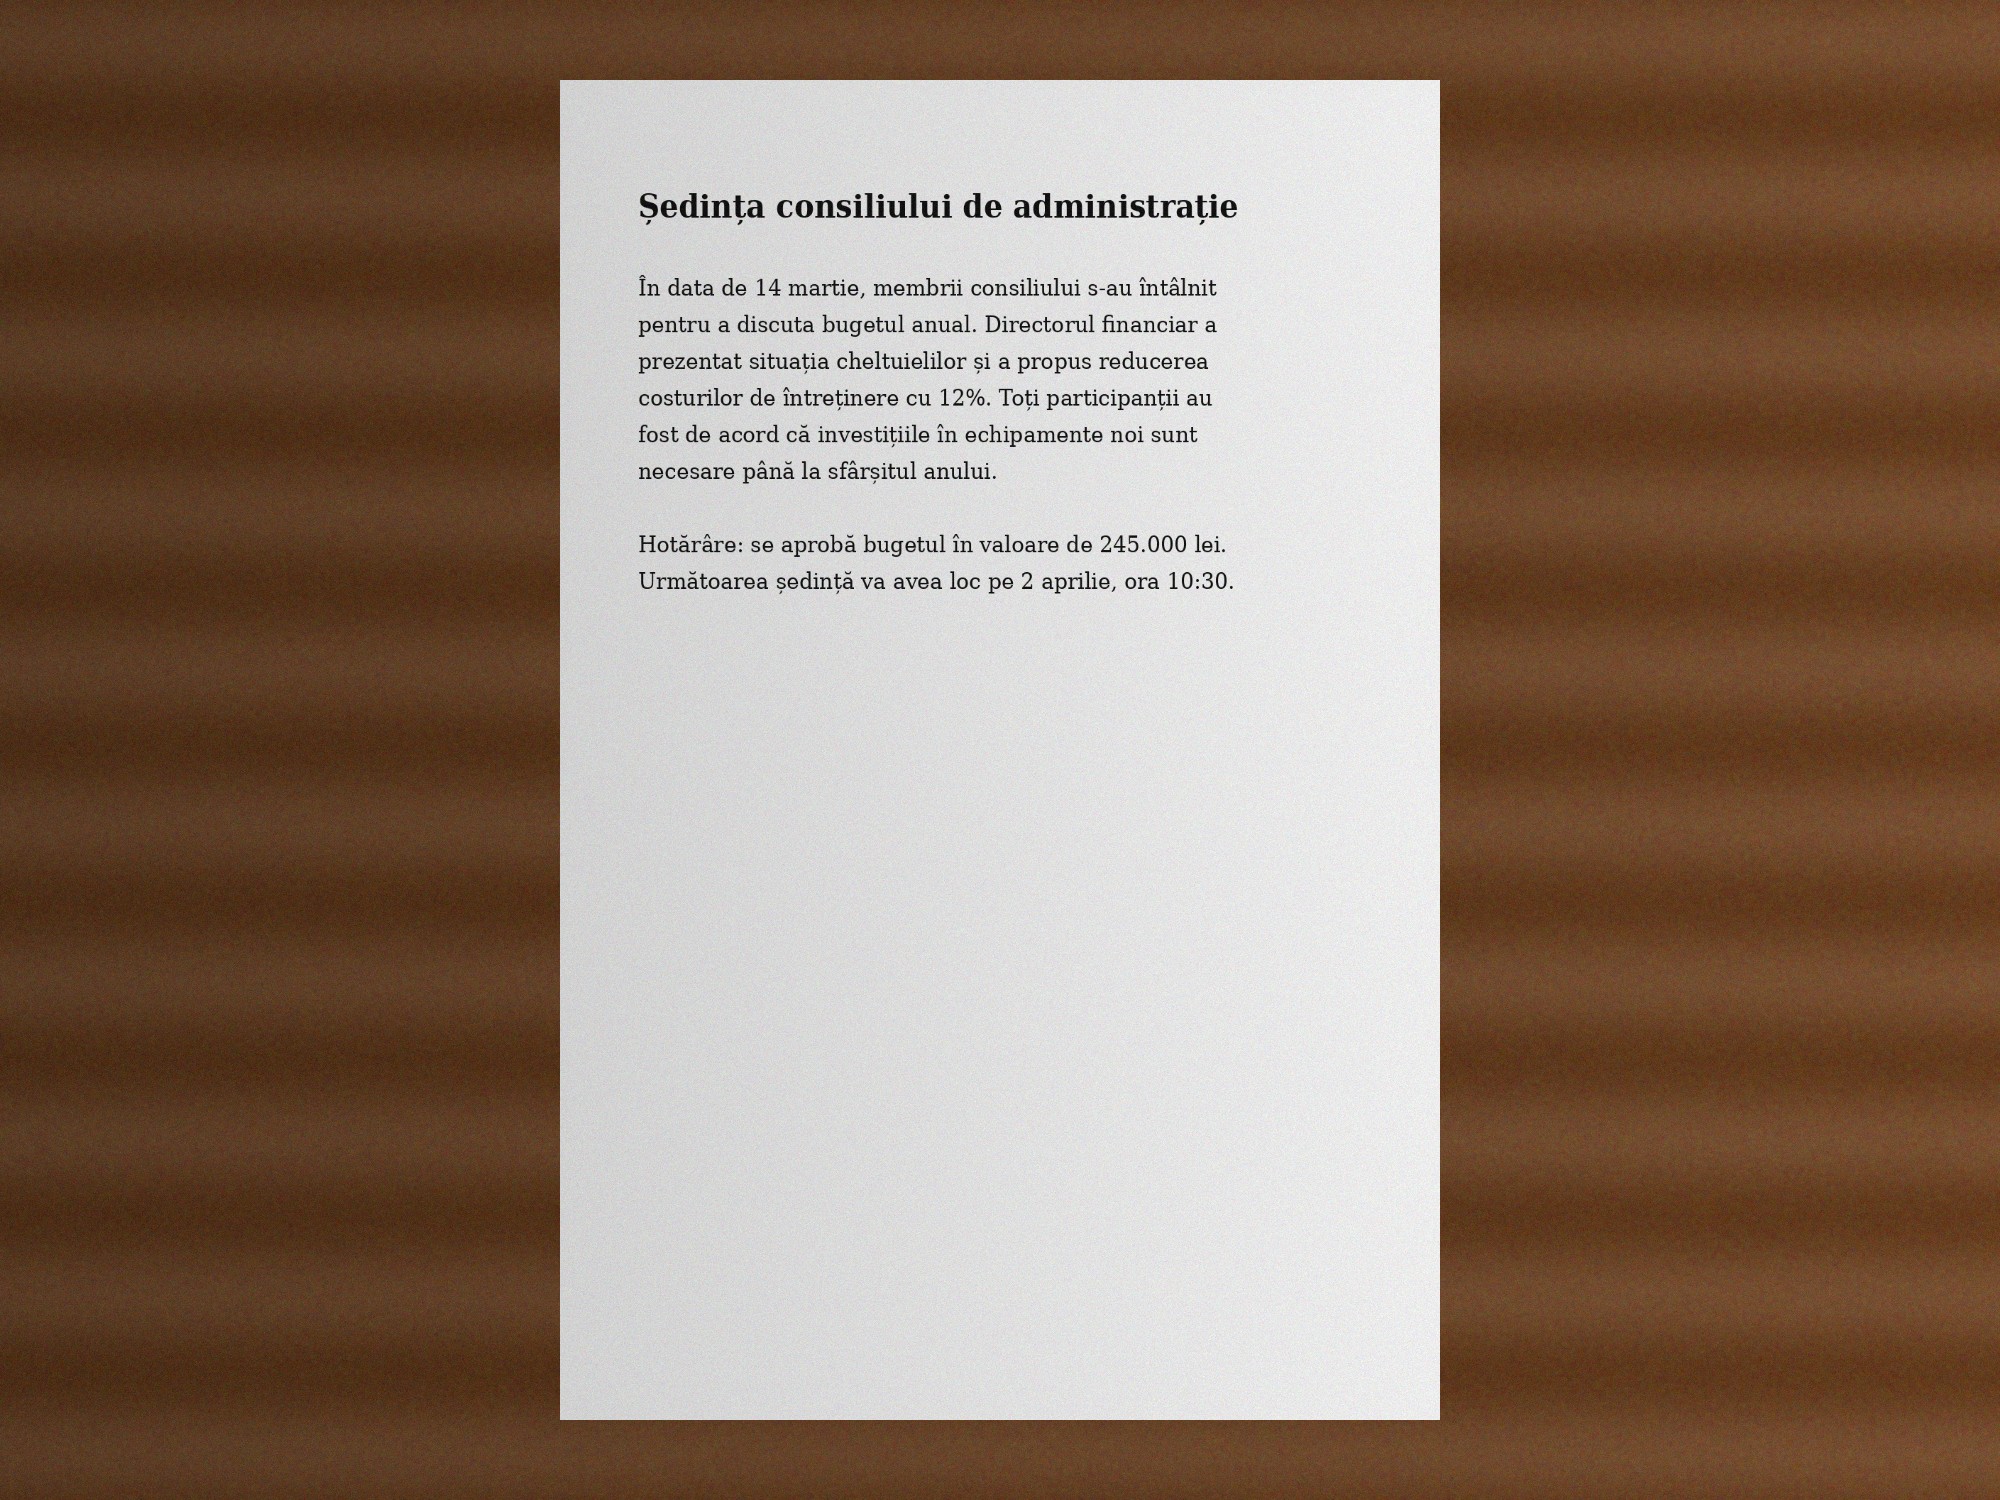 Ședința consiliului de administrație
În data de 14 martie, membrii consiliului s-au întâlnit
pentru a discuta bugetul anual. Directorul financiar a
prezentat situația cheltuielilor și a propus reducerea
costurilor de întreținere cu 12%. Toți participanții au
fost de acord că investițiile în echipamente noi sunt
necesare până la sfârșitul anului.
Hotărâre: se aprobă bugetul în valoare de 245.000 lei.
Următoarea ședință va avea loc pe 2 aprilie, ora 10:30.